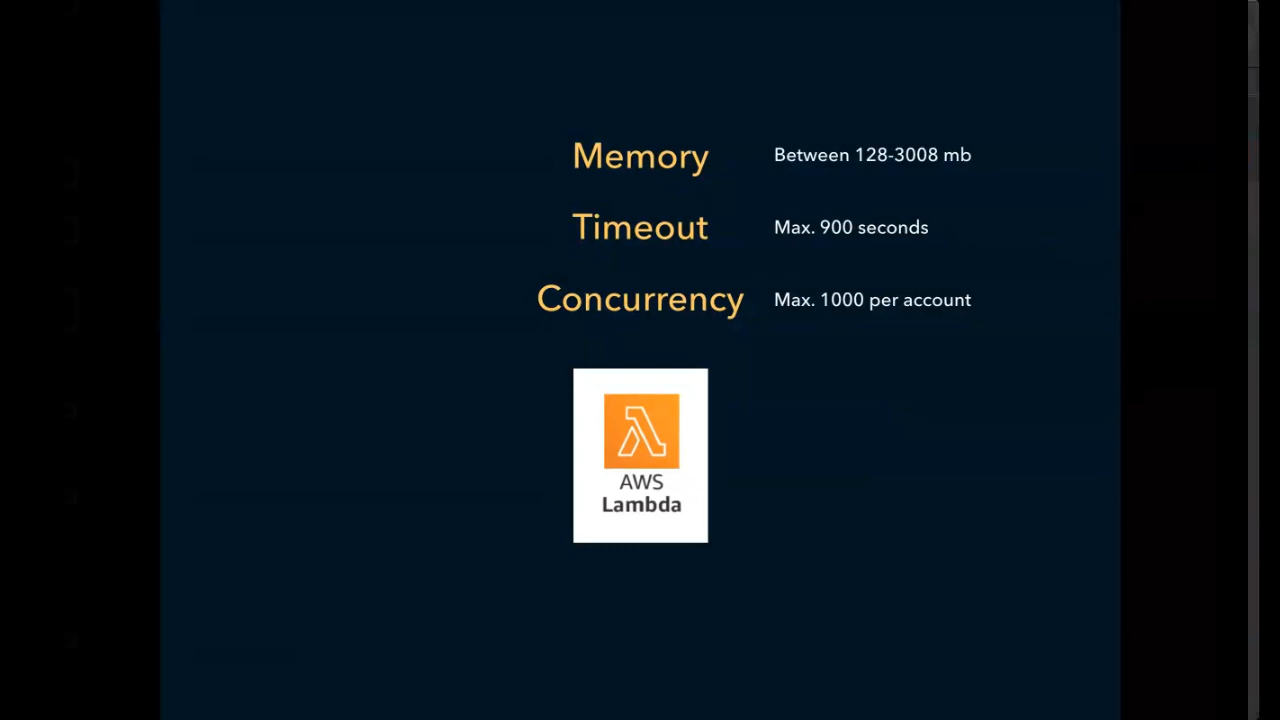 Memory Between 128-3008 mb
Timeout Max. 900 seconds
Concurrency Max. 1000 per account
AWS
Lambda